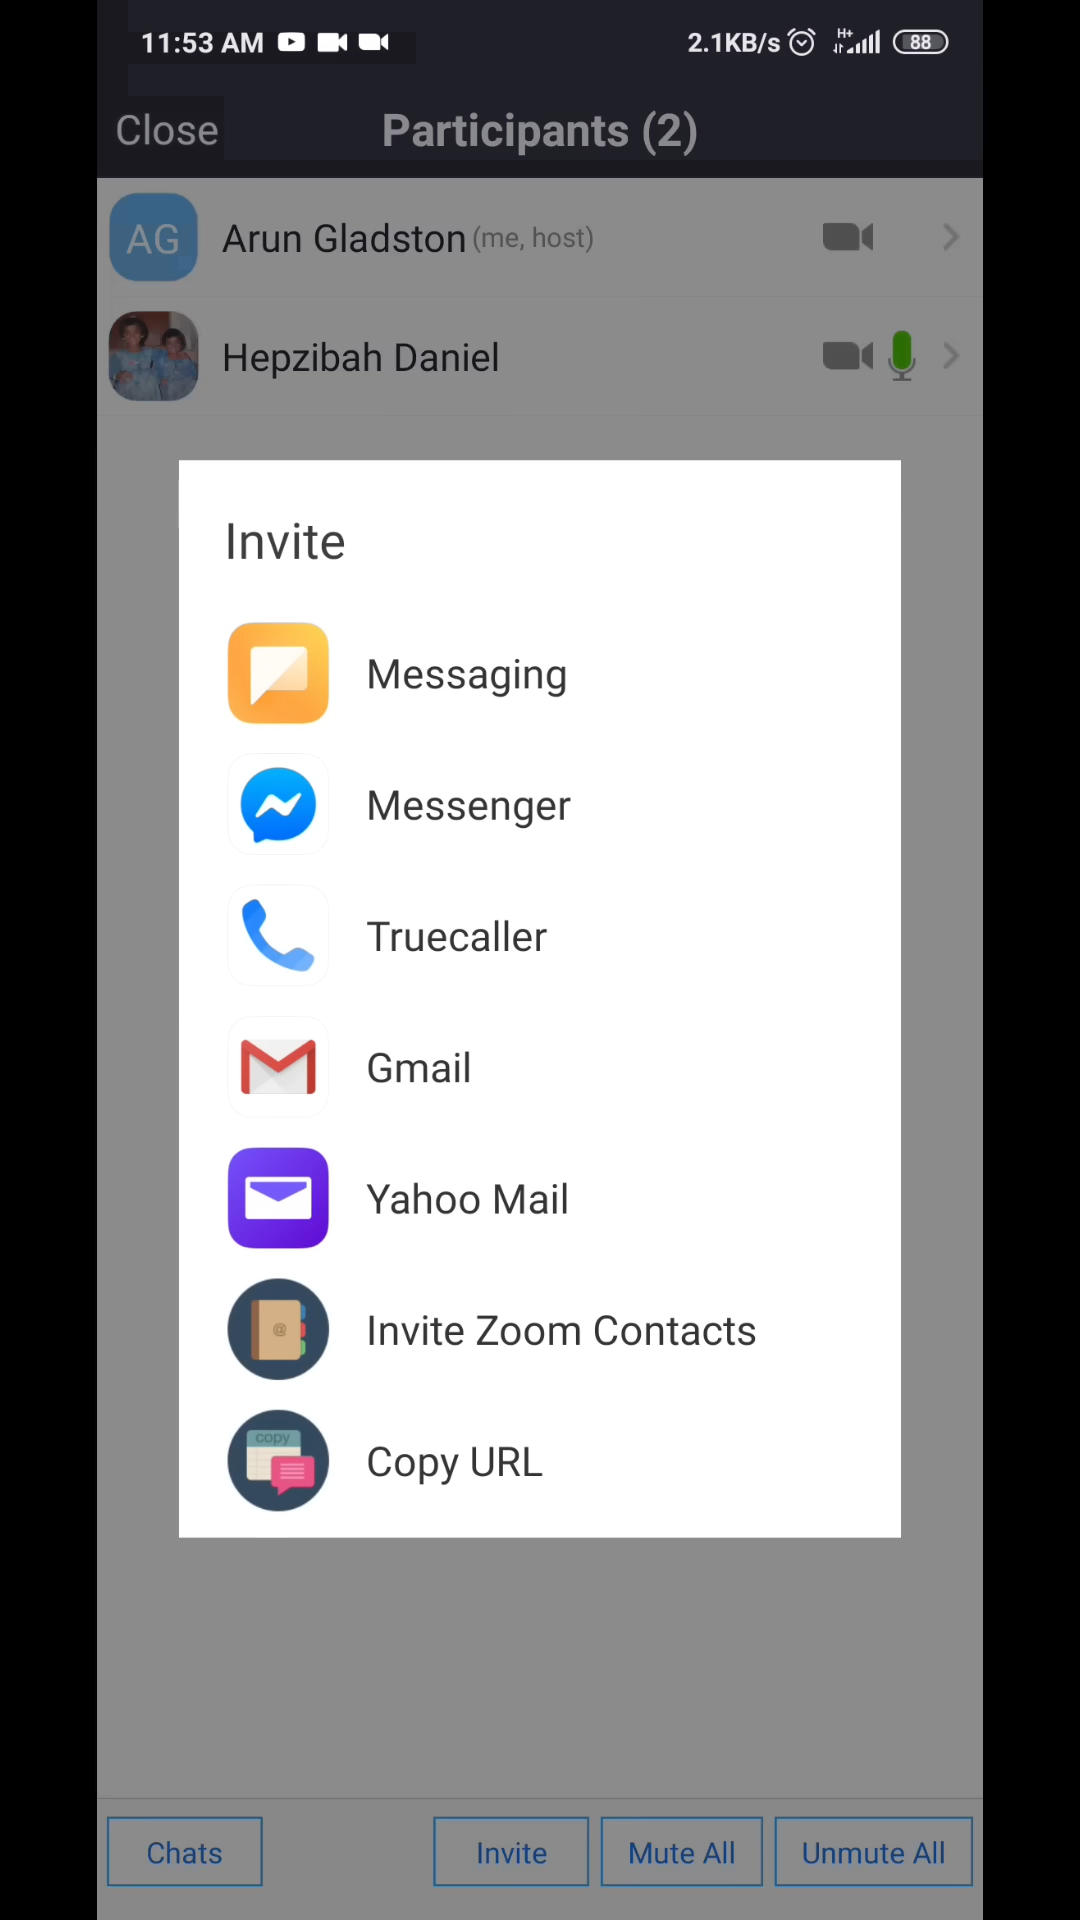 11:53 AM 2.1KB/s H+ 88
Close Participants (2)
AG Arun Gladston (me, host)
Hepzibah Daniel
Invite
Messaging
Messenger
Truecaller
Gmail
Yahoo Mail
@ Invite Zoom Contacts
copy
Copy URL
Chats Invite Mute All Unmute All